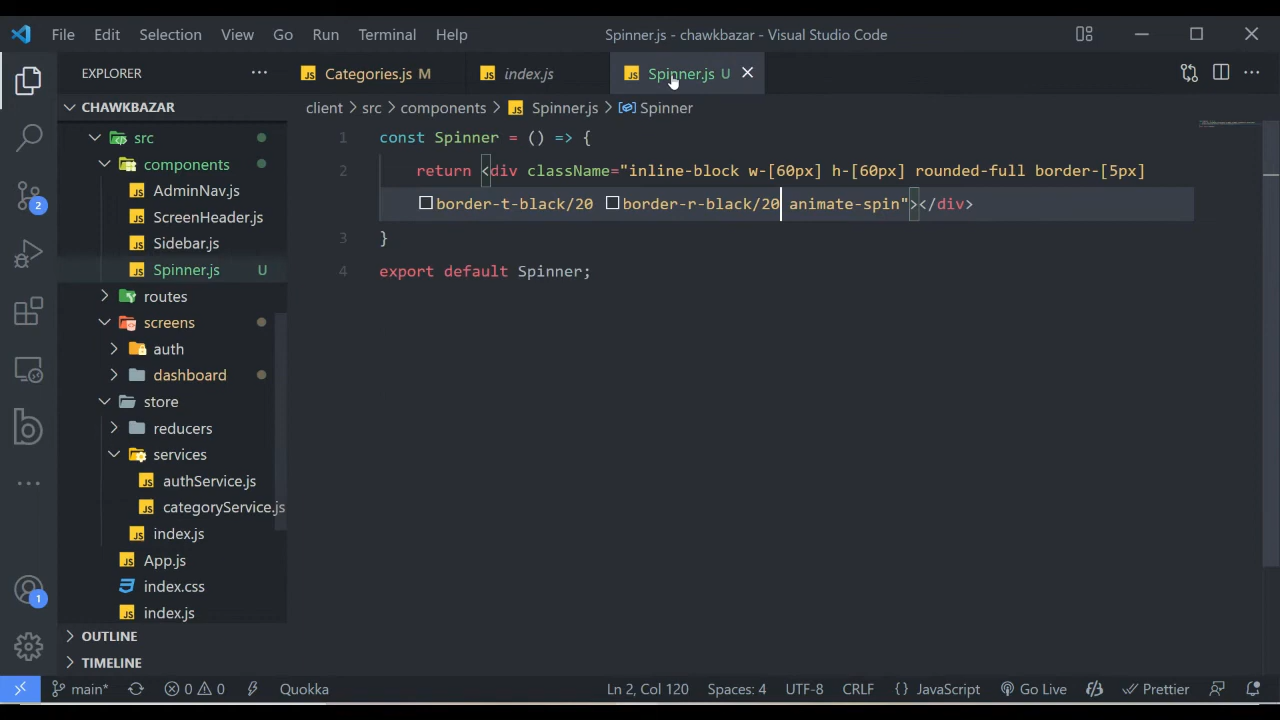 File Edit Selection View Go Run Terminal Help Spinner.js - chawkbazar - Visual Studio Code
EXPLORER Categories.js M index.js Spinner.js U
CHAWKBAZAR client > src > components > Spinner.js > Spinner
src
components
AdminNav.js
ScreenHeader.js
Sidebar.js
Spinner.js U
routes
screens
auth
dashboard
store
reducers
services
authService.js
categoryService.js
index.js
App.js
index.css
index.js
OUTLINE
TIMELINE
1 const Spinner = () => {
2 return <div className="inline-block w-[60px] h-[60px] rounded-full border-[5px]
border-t-black/20 border-r-black/20 animate-spin"></div>
3 }
4 export default Spinner;
2
1
main* 0 0 Quokka Ln 2, Col 120 Spaces: 4 UTF-8 CRLF {} JavaScript Go Live Prettier